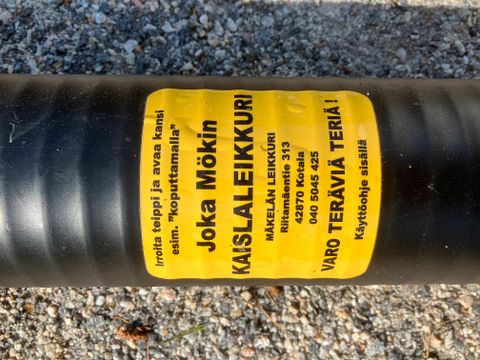 Irroita teippi ja avaa kansi
esim. "koputtamalla"
Joka Mökin
KAISLALEIKKURI
MÄKELÄN LEIKKURI
Riitamäentie 313
42870 Kotala
040 5045 425
VARO TERÄVIÄ TERIÄ !
Käyttöohje sisällä